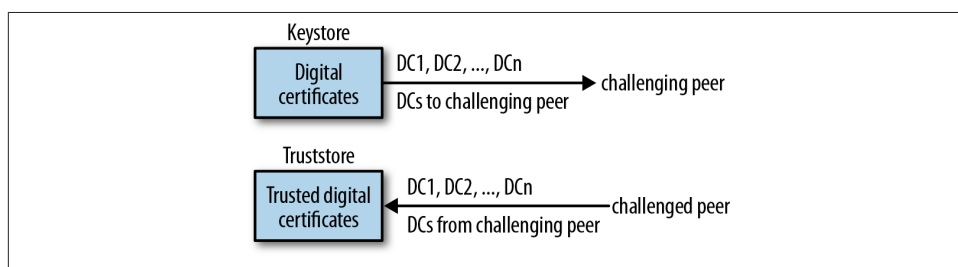 Keystore
Digital
certificates
DC1, DC2, ..., DCn
DCs to challenging peer
challenging peer
Truststore
Trusted digital
certificates
DC1, DC2, ..., DCn
DCs from challenging peer
challenged peer